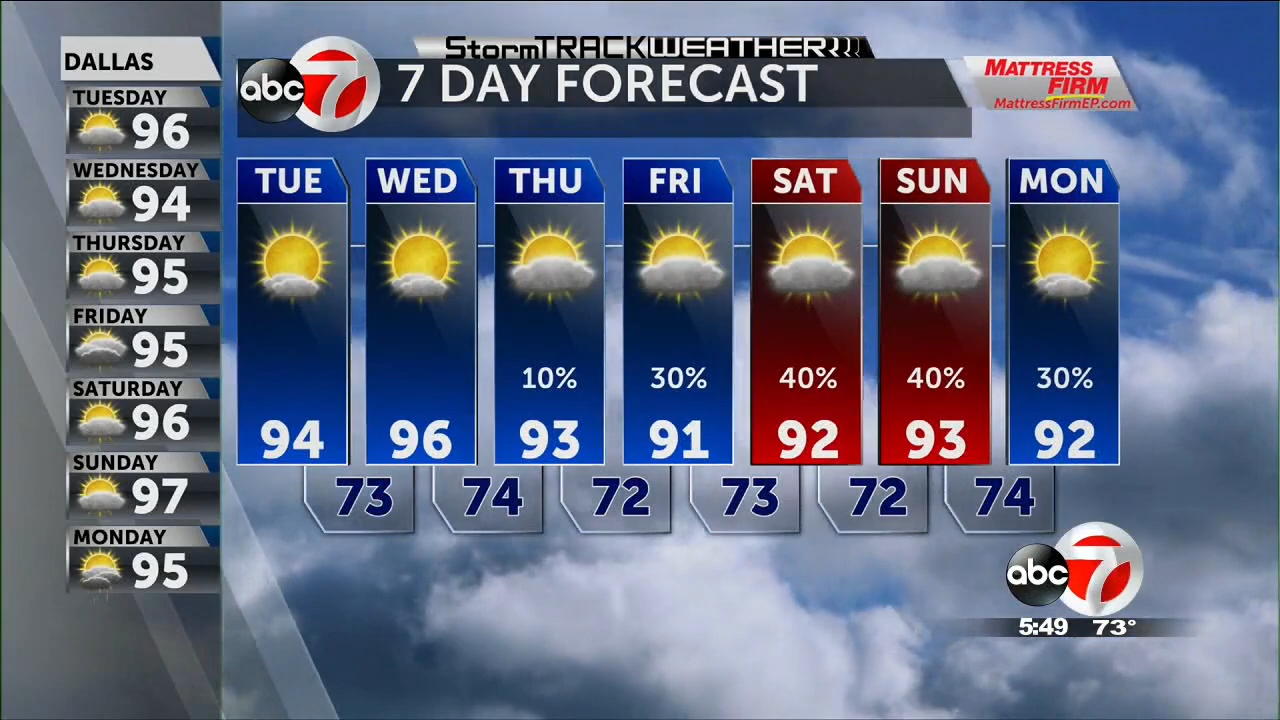 StormTRACKWEATHER
abc 7
7 DAY FORECAST
MATTRESS
FIRM
MattressFirmEP.com
DALLAS
TUESDAY
96
WEDNESDAY
94
THURSDAY
95
FRIDAY
95
SATURDAY
96
SUNDAY
97
MONDAY
95
TUE WED THU FRI SAT SUN MON
10% 30% 40% 40% 30%
94 96 93 91 92 93 92
73 74 72 73 72 74
abc 7
5:49 73°